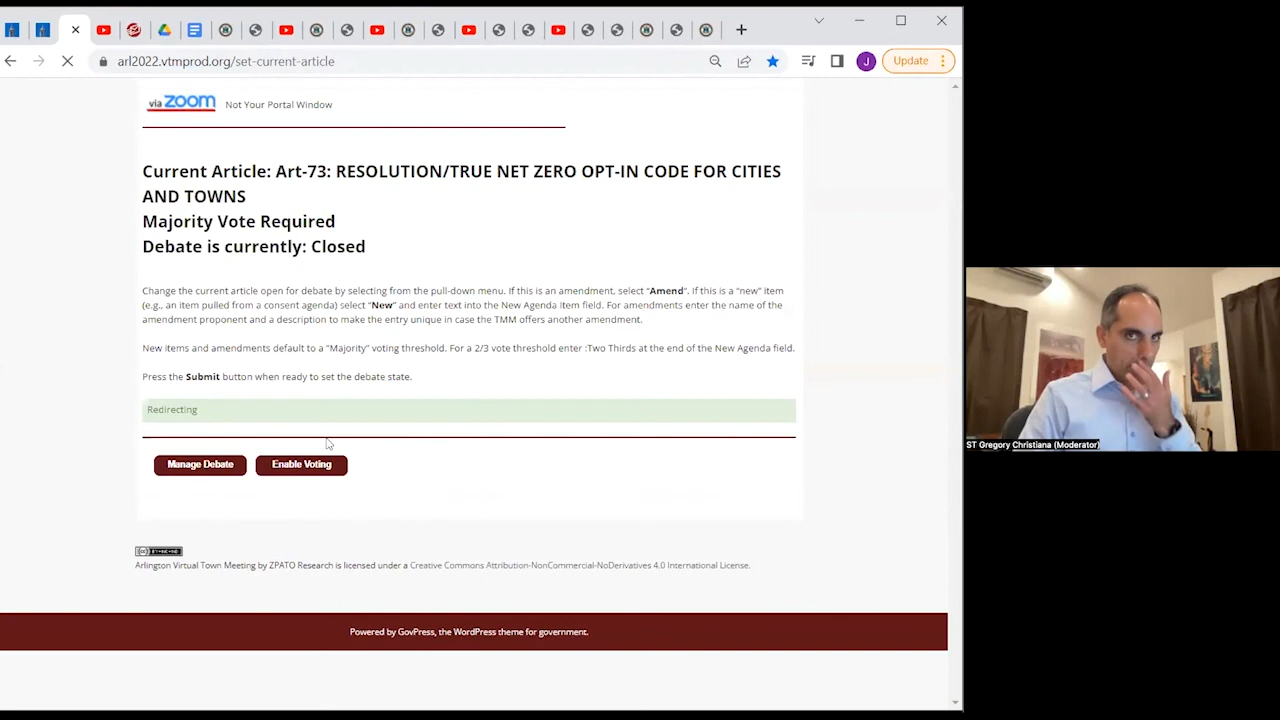 arl2022.vtmprod.org/set-current-article
J
Update
via zoom
Not Your Portal Window
Current Article: Art-73: RESOLUTION/TRUE NET ZERO OPT-IN CODE FOR CITIES
AND TOWNS
Majority Vote Required
Debate is currently: Closed
Change the current article open for debate by selecting from the pull-down menu. If this is an amendment, select "Amend". If this is a "new" item
(e.g., an item pulled from a consent agenda) select "New" and enter text into the New Agenda Item field. For amendments enter the name of the
amendment proponent and a description to make the entry unique in case the TMM offers another amendment.
New items and amendments default to a "Majority" voting threshold. For a 2/3 vote threshold enter :Two Thirds at the end of the New Agenda field.
Press the Submit button when ready to set the debate state.
Redirecting
Manage Debate
Enable Voting
ST Gregory Christiana (Moderator)
Arlington Virtual Town Meeting by ZPATO Research is licensed under a Creative Commons Attribution-NonCommercial-NoDerivatives 4.0 International License.
Powered by GovPress, the WordPress theme for government.